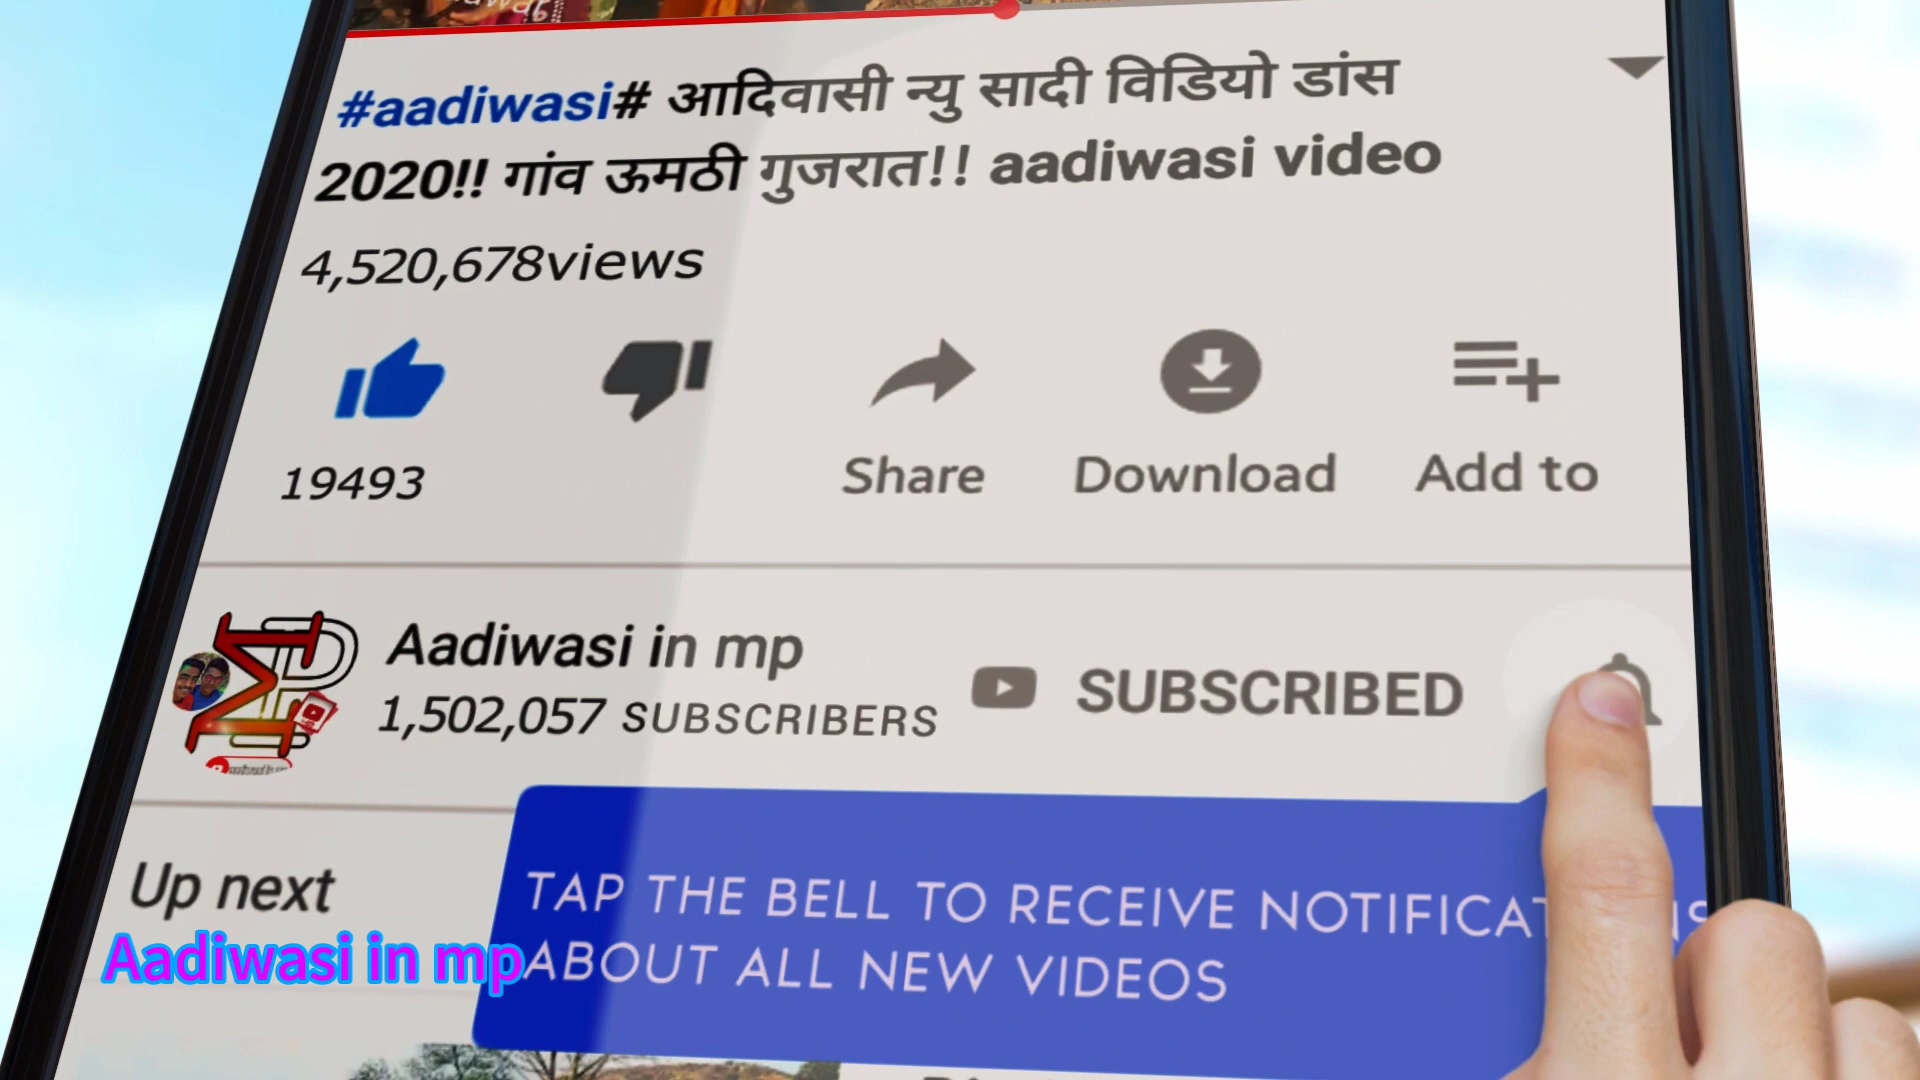 #aadiwasi# आदिवासी न्यु सादी विडियो डांस
2020!! गांव ऊमठी गुजरात!! aadiwasi video
4,520,678views
19493
Share
Download
Add to
Aadiwasi in mp
1,502,057 SUBSCRIBERS
SUBSCRIBED
Up next
TAP THE BELL TO RECEIVE
ABOUT ALL NEW VIDEOS
Aadiwasi in mp